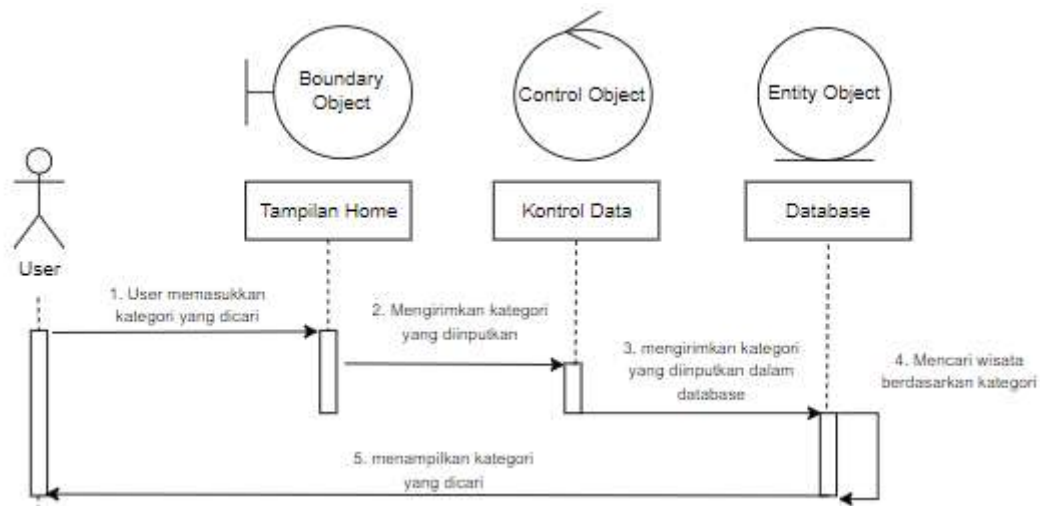 Boundary
Object
Control Object
Entity Object
Tampilan Home
Kontrol Data
Database
User
1. User memasukkan
kategori yang dicari
2. Mengirimkan kategori
yang diinputkan
3. mengirimkan kategori
yang diinputkan dalam
database
4. Mencari wisata
berdasarkan kategori
5. menampilkan kategori
yang dicari